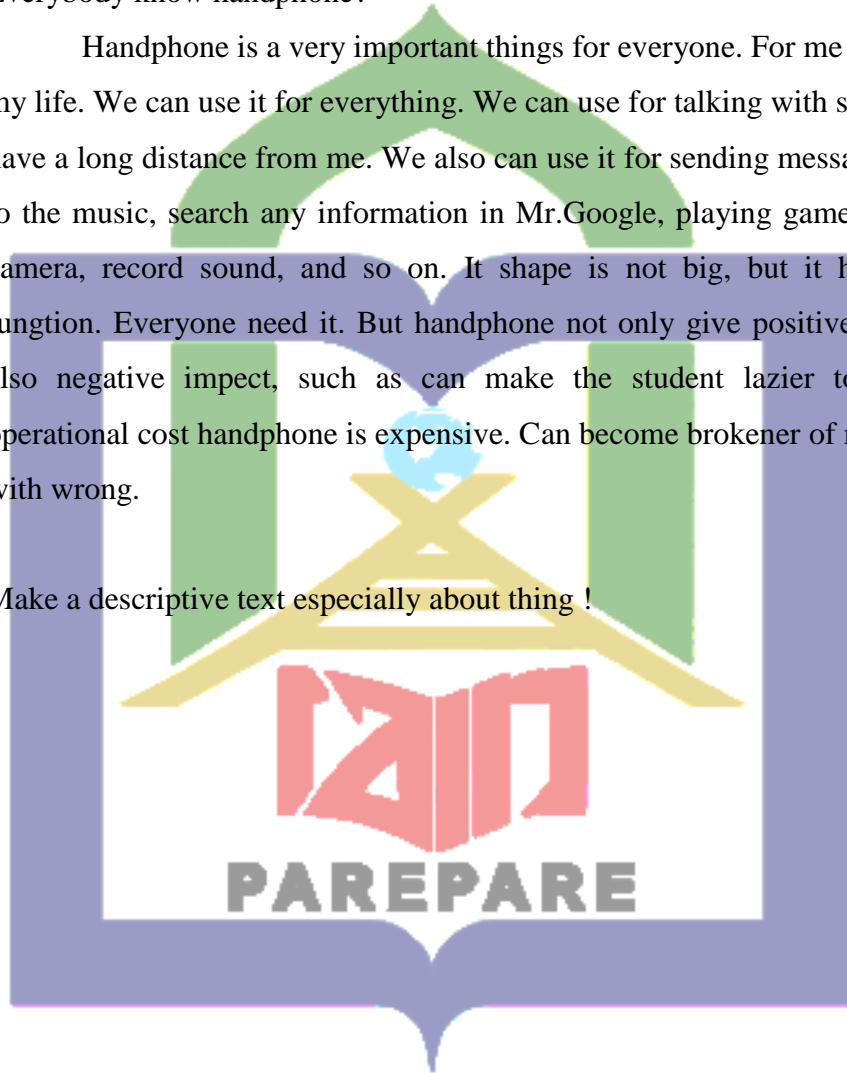 Everybody know handphone?
Handphone is a very important things for everyone. For me
my life. We can use it for everything. We can use for talking with s
have a long distance from me. We also can use it for sending messa
to the music, search any information in Mr.Google, playing game
camera, record sound, and so on. It shape is not big, but it h
fungtion. Everyone need it. But handphone not only give positive
also negative impect, such as can make the student lazier to
operational cost handphone is expensive. Can become brokener of
with wrong.
Make a descriptive text especially about thing !
PAREPARE